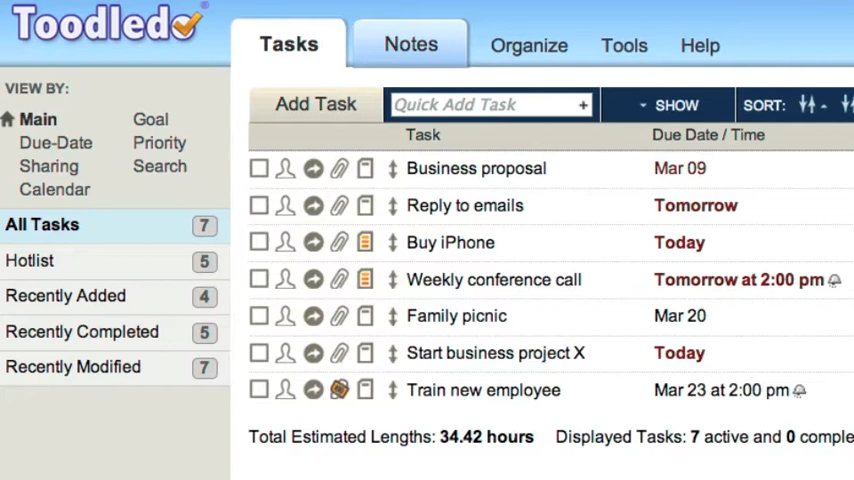 Toodledo
Tasks
Notes
Organize
Tools
Help
VIEW BY:
Main
Goal
Due-Date
Priority
Sharing
Search
Calendar
All Tasks 7
Hotlist 5
Recently Added 4
Recently Completed 5
Recently Modified 7
Add Task
Quick Add Task +
SHOW
SORT:
Task
Due Date / Time
Business proposal Mar 09
Reply to emails Tomorrow
Buy iPhone Today
Weekly conference call Tomorrow at 2:00 pm
Family picnic Mar 20
Start business project X Today
Train new employee Mar 23 at 2:00 pm
Total Estimated Lengths: 34.42 hours Displayed Tasks: 7 active and 0 comple